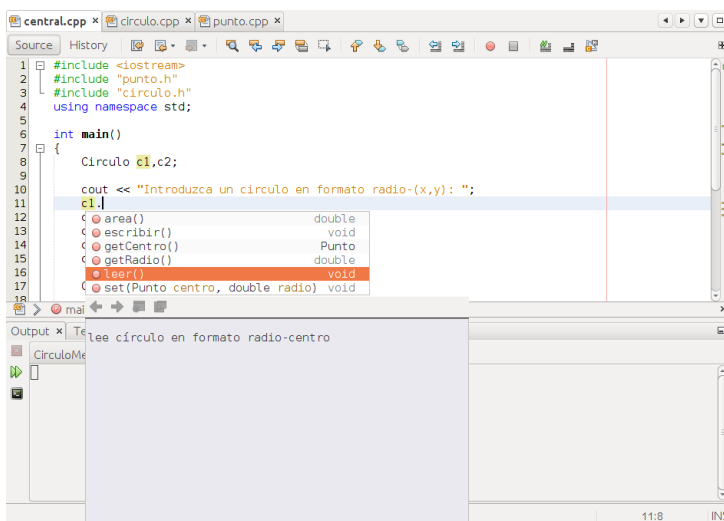 central.cpp × circulo.cpp × punto.cpp ×
Source History
1 #include <iostream>
2 #include "punto.h"
3 #include "circulo.h"
4 using namespace std;
5
6 int main()
7 {
8 Circulo c1,c2;
9
10 cout << "Introduzca un circulo en formato radio-(x,y): ";
11 c1.
12 area() double
13 escribir() void
14 getCentro() Punto
15 getRadio() double
16 leer() void
17 set(Punto centro, double radio) void
18
mai
Output × Te
lee círculo en formato radio-centro
CirculoMe
11:8 IN